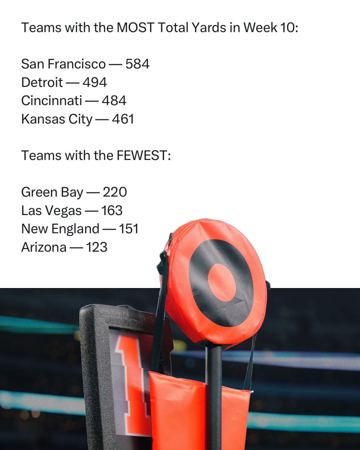 Teams with the MOST Total Yards in Week 10:
San Francisco — 584
Detroit — 494
Cincinnati — 484
Kansas City — 461
Teams with the FEWEST:
Green Bay — 220
Las Vegas — 163
New England — 151
Arizona — 123
1